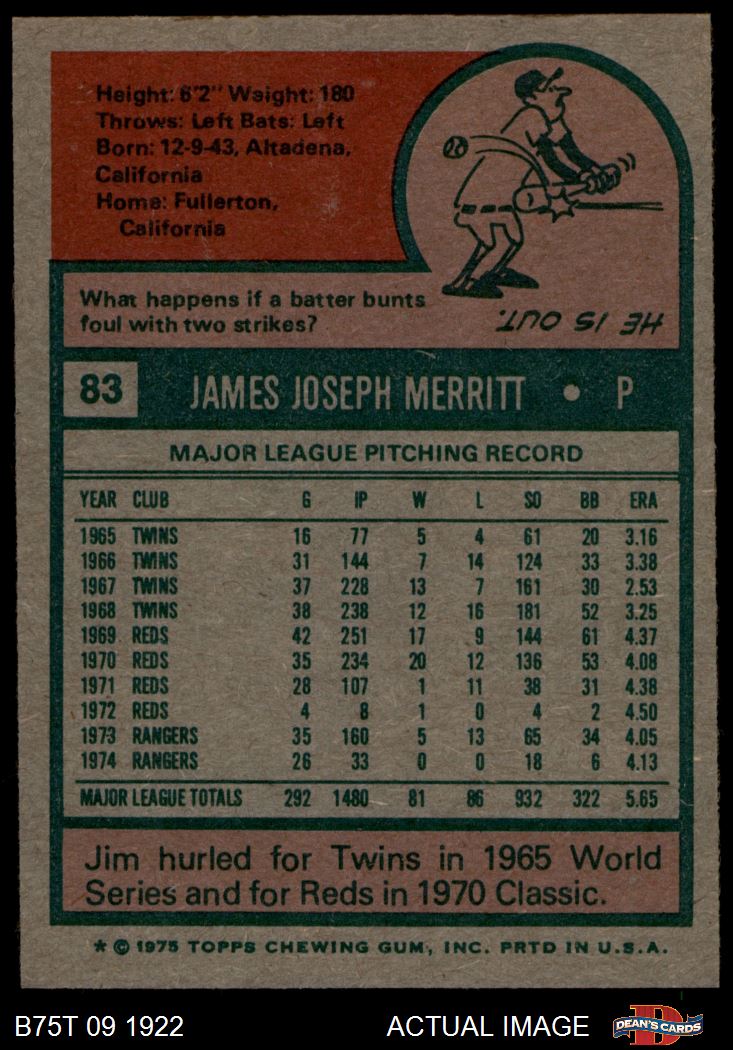 Height: 6'2" Weight: 180
Throws: Left Bats: Left
Born: 12-9-43, Altadena,
California
Home: Fullerton,
California
What happens if a batter bunts
foul with two strikes?
HE IS OUT.
83 JAMES JOSEPH MERRITT • P
MAJOR LEAGUE PITCHING RECORD
YEAR CLUB G IP W L SO BB ERA
1965 TWINS 16 77 5 4 61 20 3.16
1966 TWINS 31 144 7 14 124 33 3.38
1967 TWINS 37 228 13 7 161 30 2.53
1968 TWINS 38 238 12 16 181 52 3.25
1969 REDS 42 251 17 9 144 61 4.37
1970 REDS 35 234 20 12 136 53 4.08
1971 REDS 28 107 1 11 38 31 4.38
1972 REDS 4 8 1 0 4 2 4.50
1973 RANGERS 35 160 5 13 65 34 4.05
1974 RANGERS 26 33 0 0 18 6 4.13
MAJOR LEAGUE TOTALS 292 1480 81 86 932 322 5.65
Jim hurled for Twins in 1965 World
Series and for Reds in 1970 Classic.
* © 1975 TOPPS CHEWING GUM, INC. PRTD IN U.S.A.
B75T 09 1922 ACTUAL IMAGE D DEAN'S CARDS